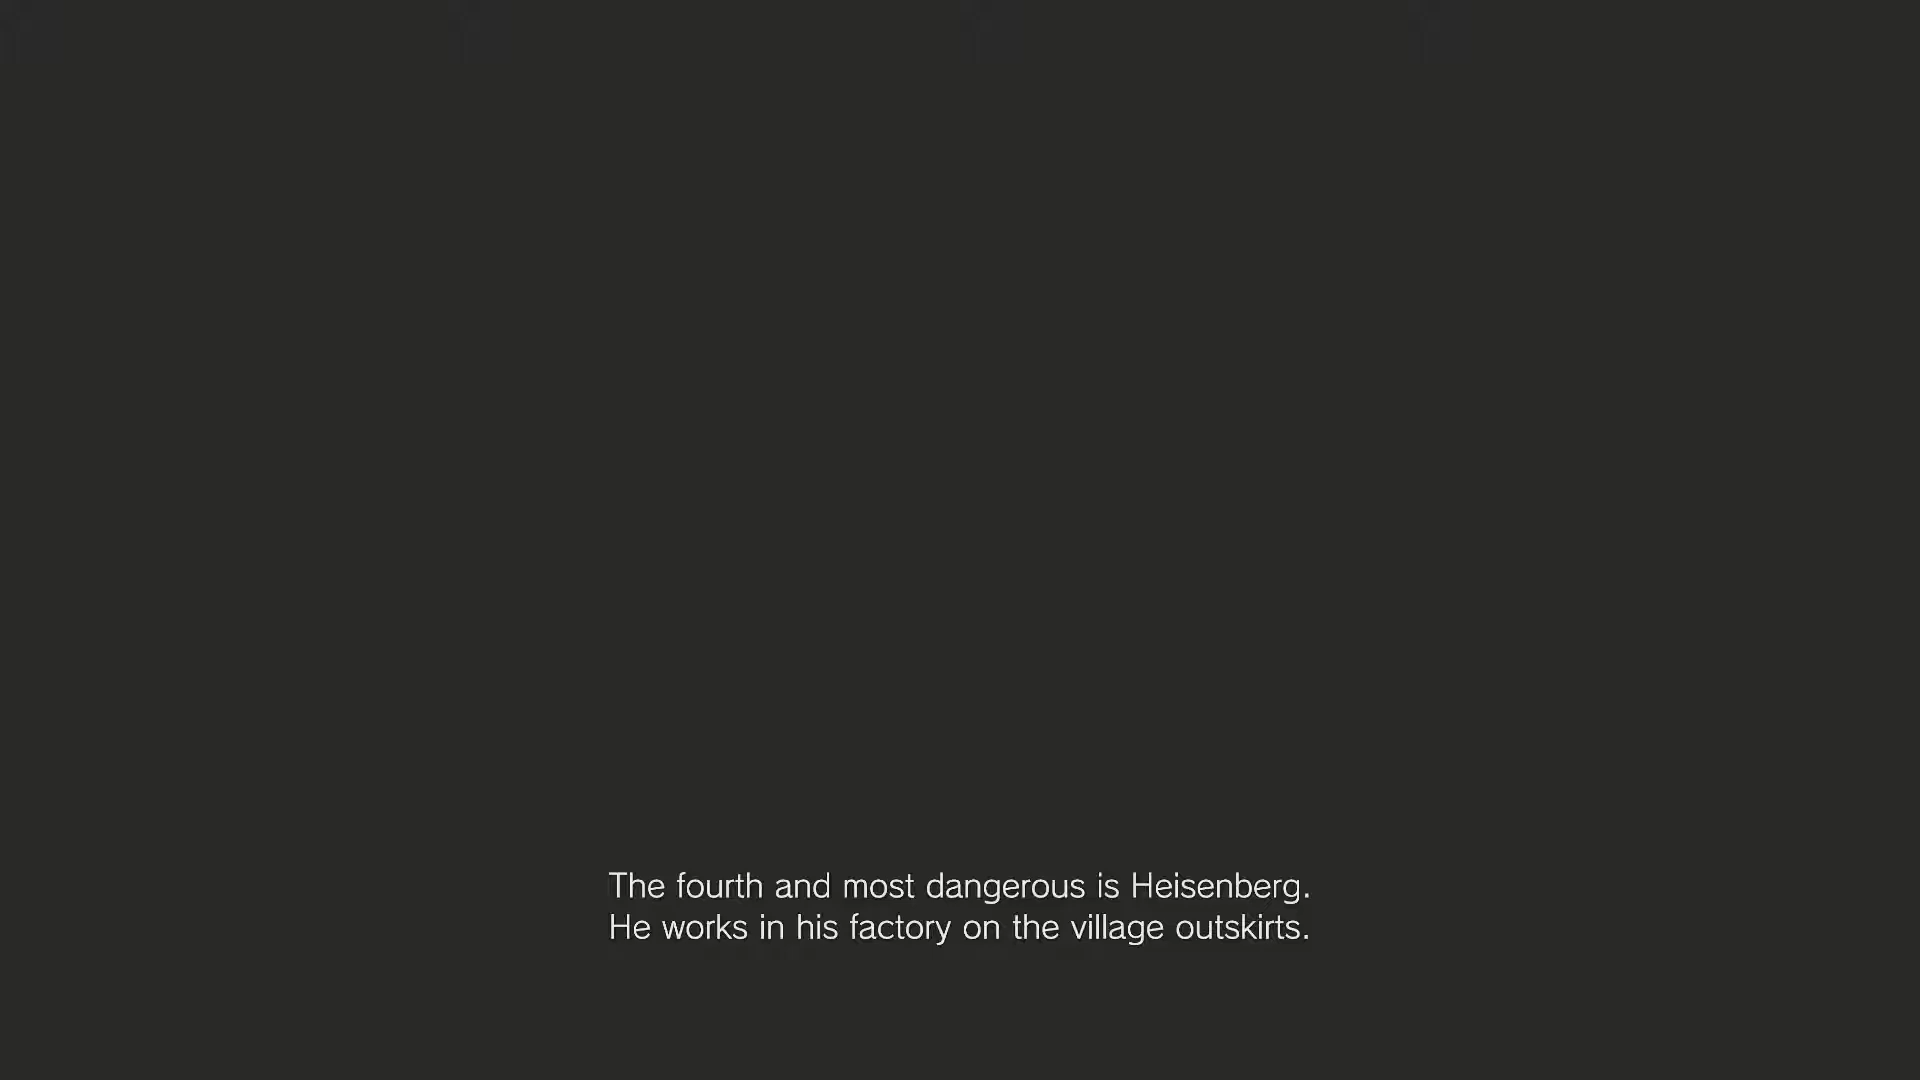 The fourth and most dangerous is Heisenberg.
He works in his factory on the village outskirts.